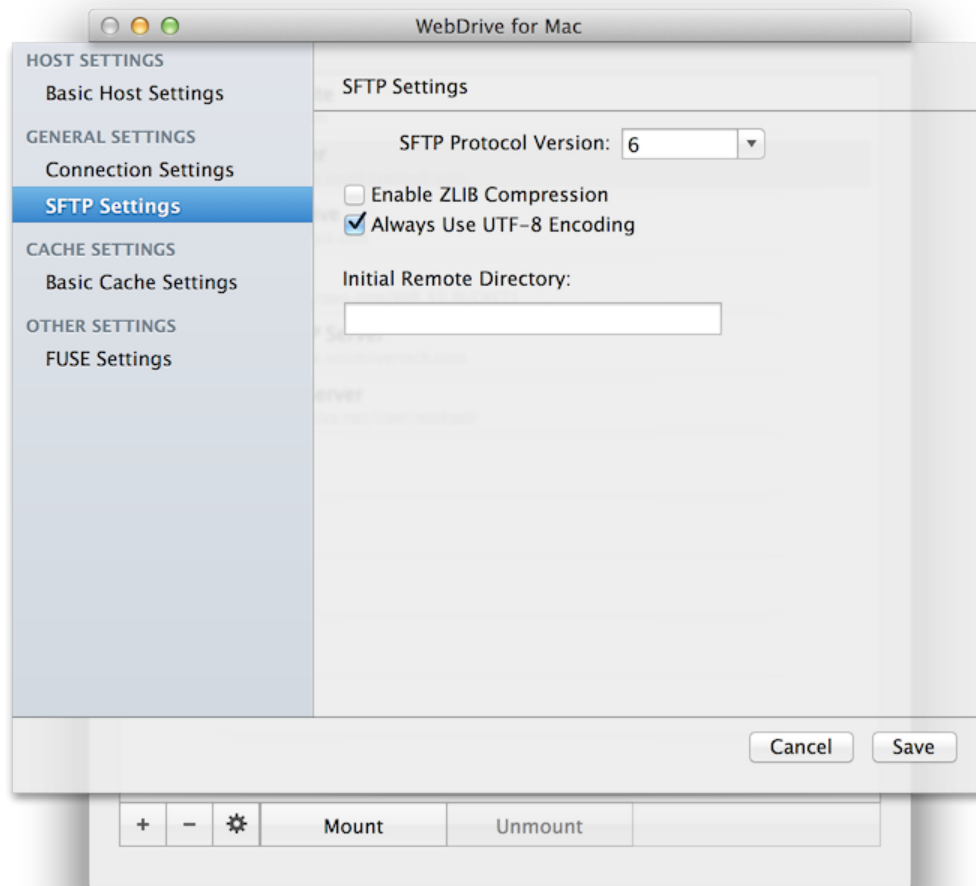 WebDrive for Mac
HOST SETTINGS
Basic Host Settings
GENERAL SETTINGS
Connection Settings
SFTP Settings
CACHE SETTINGS
Basic Cache Settings
OTHER SETTINGS
FUSE Settings
SFTP Settings
SFTP Protocol Version: 6
Enable ZLIB Compression
Always Use UTF-8 Encoding
Initial Remote Directory:
Cancel Save
+ − Mount Unmount